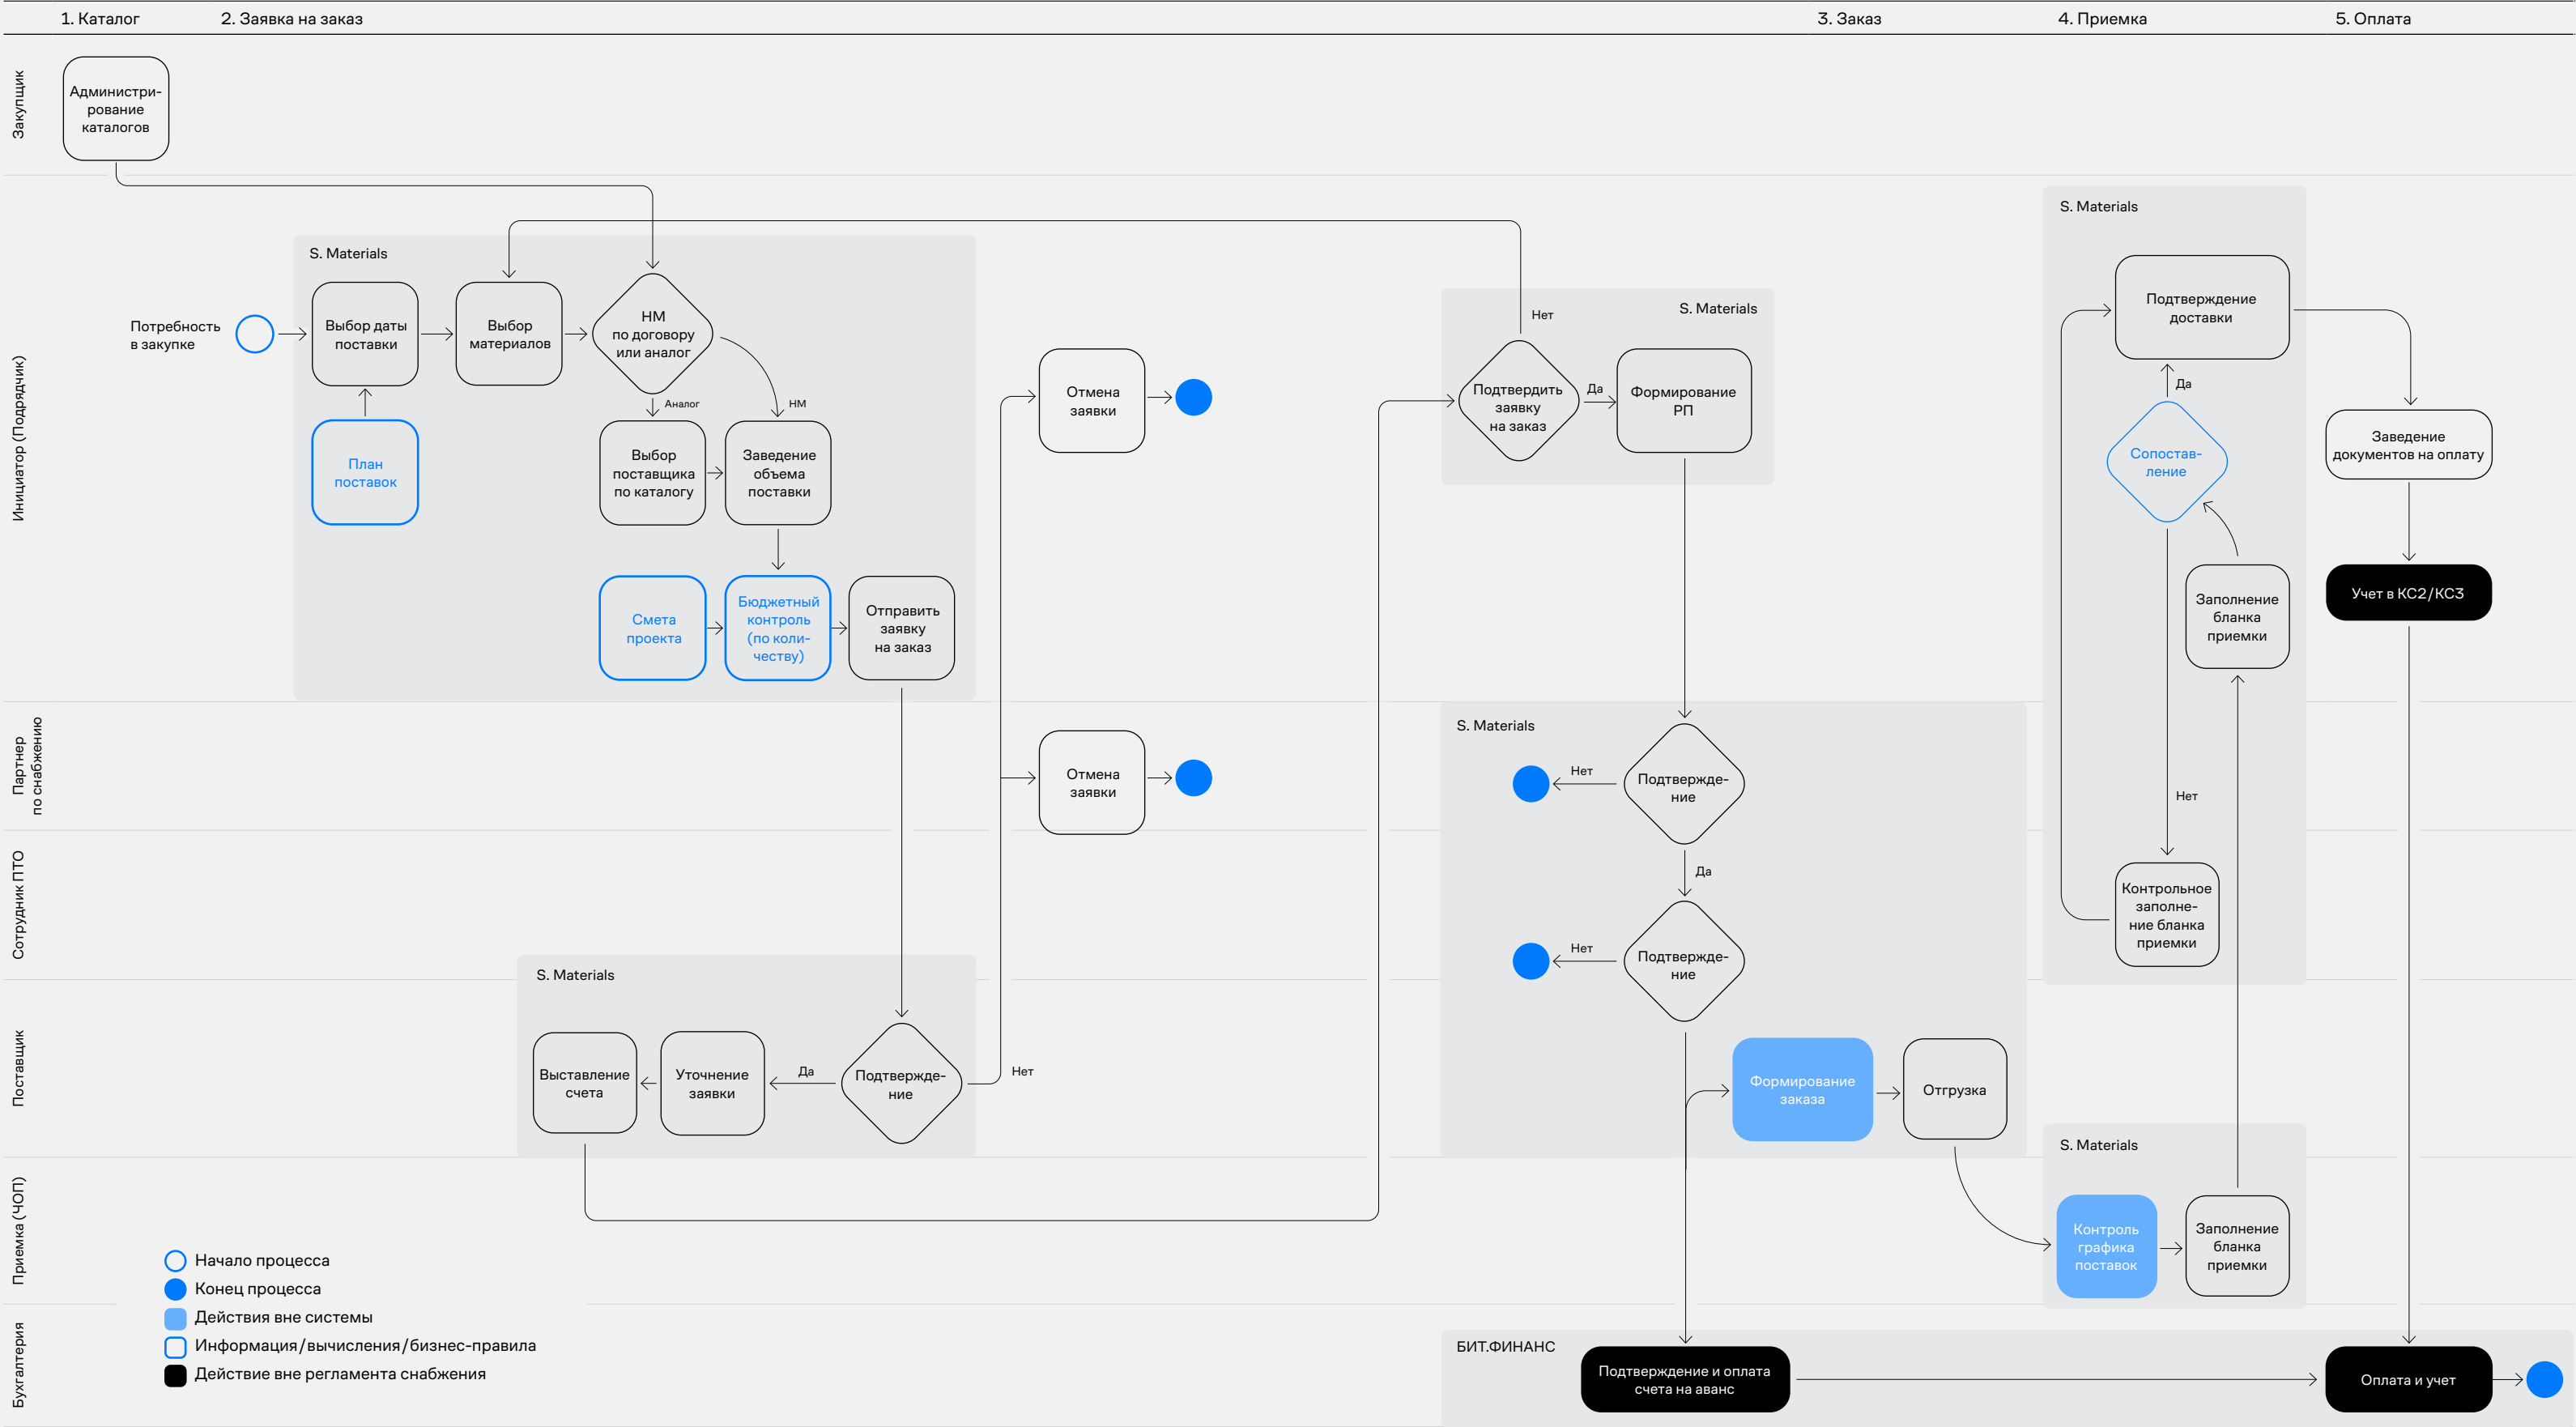 1. Каталог
2. Заявка на заказ
3. Заказ
4. Приемка
5. Оплата
Закупщик
Администри-
рование
каталогов
Инициатор (Подрядчик)
S. Materials
Потребность
в закупке
Выбор даты
поставки
Выбор
материалов
НМ
по договору
или аналог
Аналог
НМ
План
поставок
Выбор
поставщика
по каталогу
Заведение
объема
поставки
Смета
проекта
Бюджетный
контроль
(по коли-
честву)
Отправить
заявку
на заказ
Отмена
заявки
S. Materials
Нет
Подтвердить
заявку
на заказ
Да
Формирование
РП
S. Materials
Подтверждение
доставки
Да
Сопостав-
ление
Нет
Заполнение
бланка
приемки
Заведение
документов на оплату
Учет в КС2/КС3
Партнер
по снабжению
Отмена
заявки
S. Materials
Нет
Подтвержде-
ние
Да
Сотрудник ПТО
Нет
Подтвержде-
ние
Контрольное
заполне-
ние бланка
приемки
Поставщик
S. Materials
Выставление
счета
Уточнение
заявки
Да
Подтвержде-
ние
Нет
Формирование
заказа
Отгрузка
Приемка (ЧОП)
S. Materials
Контроль
графика
поставок
Заполнение
бланка
приемки
Начало процесса
Конец процесса
Действия вне системы
Информация/вычисления/бизнес-правила
Действие вне регламента снабжения
Бухгалтерия
БИТ.ФИНАНС
Подтверждение и оплата
счета на аванс
Оплата и учет